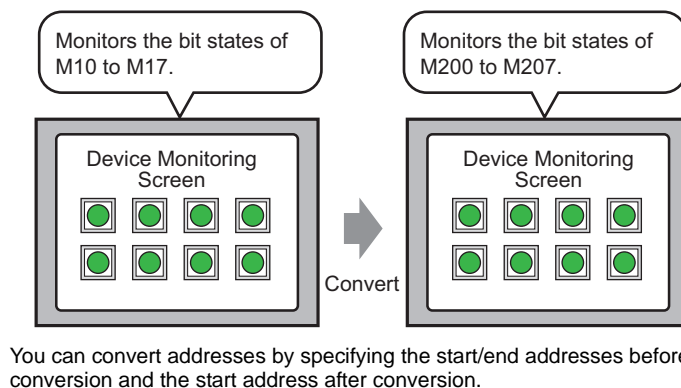 Monitors the bit states of
M10 to M17.
Monitors the bit states of
M200 to M207.
Device Monitoring
Screen
Device Monitoring
Screen
Convert
You can convert addresses by specifying the start/end addresses before
conversion and the start address after conversion.